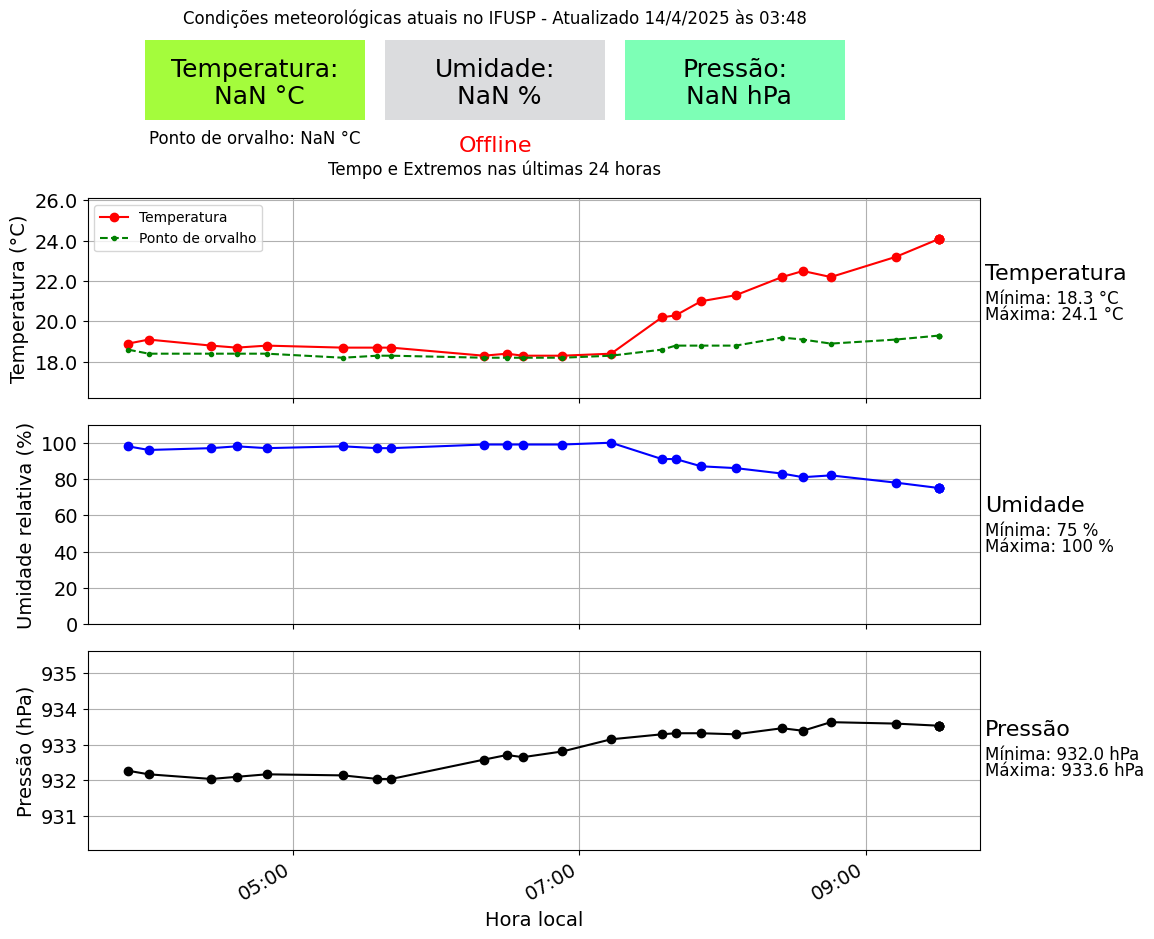 Condições meteorológicas atuais no IFUSP - Atualizado 14/4/2025 às 03:48
Temperatura:
NaN °C
Umidade:
NaN %
Pressão:
NaN hPa
Ponto de orvalho: NaN °C
Offline
Tempo e Extremos nas últimas 24 horas
Temperatura (°C)
26.0
24.0
22.0
20.0
18.0
Temperatura
Ponto de orvalho
Temperatura
Mínima: 18.3 °C
Máxima: 24.1 °C
Umidade relativa (%)
100
80
60
40
20
0
Umidade
Mínima: 75 %
Máxima: 100 %
Pressão (hPa)
935
934
933
932
931
Pressão
Mínima: 932.0 hPa
Máxima: 933.6 hPa
05:00
07:00
09:00
Hora local